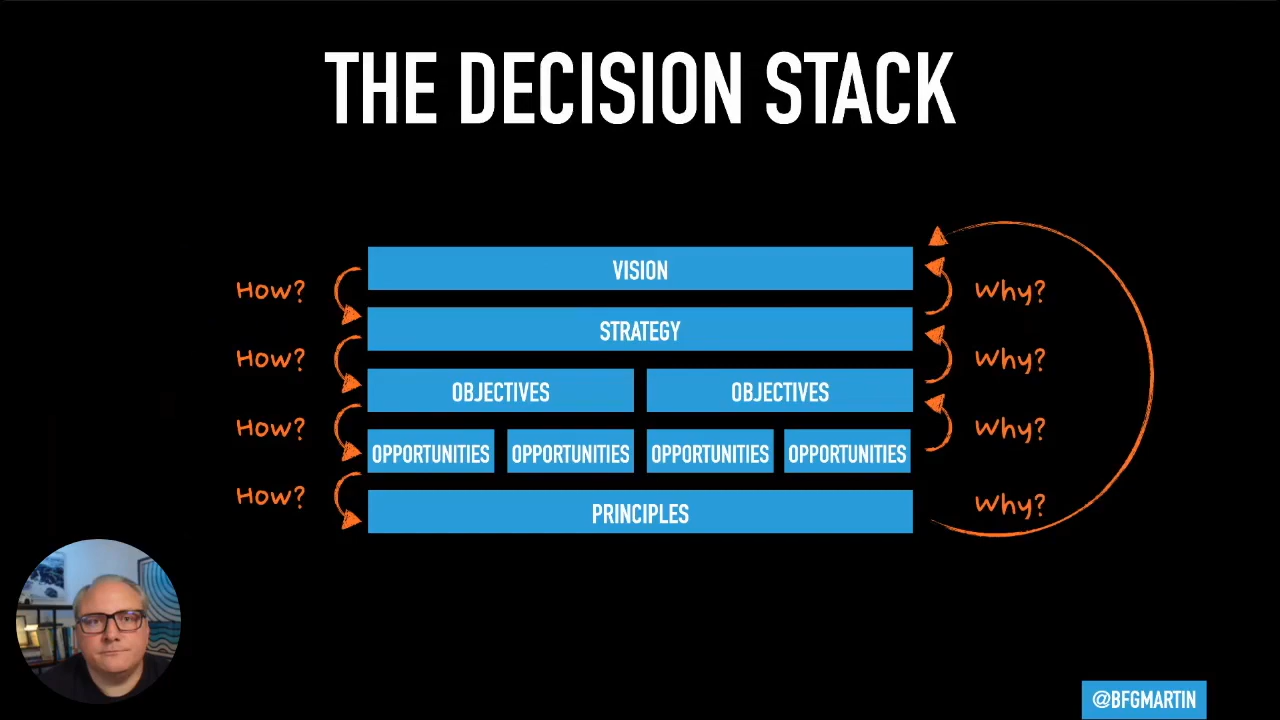 THE DECISION STACK
VISION
How?
Why?
STRATEGY
How?
Why?
OBJECTIVES
OBJECTIVES
How?
Why?
OPPORTUNITIES
OPPORTUNITIES
OPPORTUNITIES
OPPORTUNITIES
How?
Why?
PRINCIPLES
@BFGMARTIN